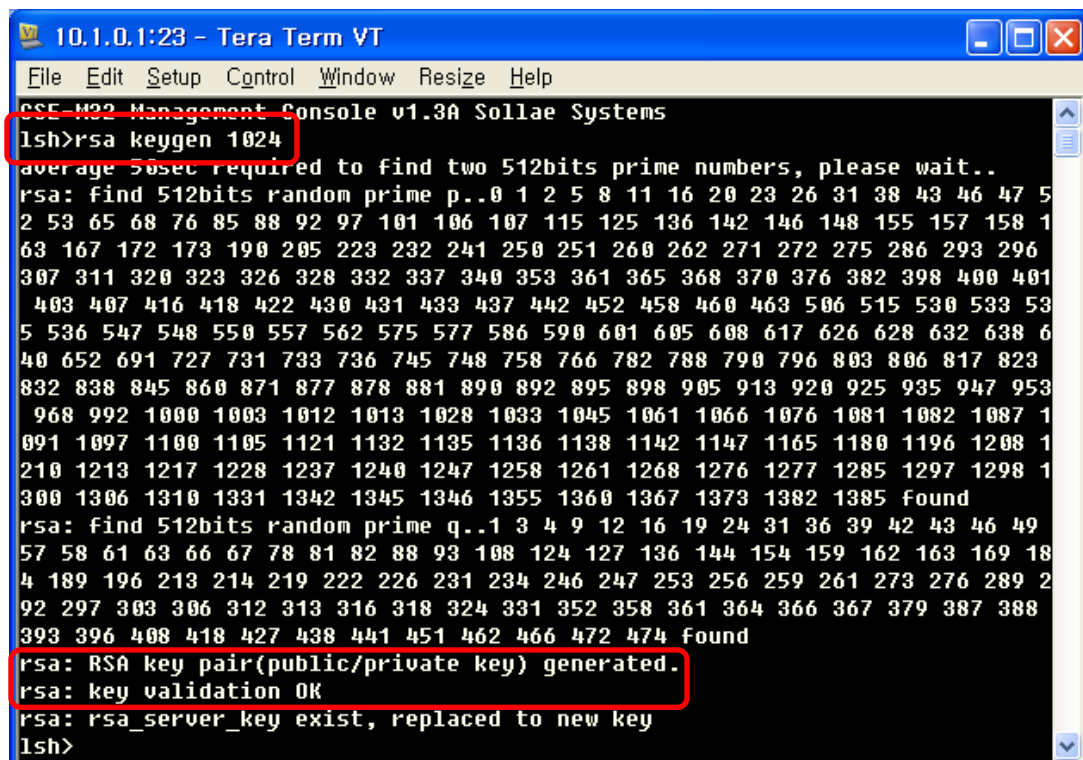 10.1.0.1:23 - Tera Term VT
File Edit Setup Control Window Resize Help
CSE-M32 Management Console v1.3A Sollae Systems
lsh>rsa keygen 1024
average 50sec required to find two 512bits prime numbers, please wait..
rsa: find 512bits random prime p..0 1 2 5 8 11 16 20 23 26 31 38 43 46 47 5
2 53 65 68 76 85 88 92 97 101 106 107 115 125 136 142 146 148 155 157 158 1
63 167 172 173 190 205 223 232 241 250 251 260 262 271 272 275 286 293 296
307 311 320 323 326 328 332 337 340 353 361 365 368 370 376 382 398 400 401
403 407 416 418 422 430 431 433 437 442 452 458 460 463 506 515 530 533 53
5 536 547 548 550 557 562 575 577 586 590 601 605 608 617 626 628 632 638 6
40 652 691 727 731 733 736 745 748 758 766 782 788 790 796 803 806 817 823
832 838 845 860 871 877 878 881 890 892 895 898 905 913 920 925 935 947 953
968 992 1000 1003 1012 1013 1028 1033 1045 1061 1066 1076 1081 1082 1087 1
091 1097 1100 1105 1121 1132 1135 1136 1138 1142 1147 1165 1180 1196 1208 1
210 1213 1217 1228 1237 1240 1247 1258 1261 1268 1276 1277 1285 1297 1298 1
300 1306 1310 1331 1342 1345 1346 1355 1360 1367 1373 1382 1385 found
rsa: find 512bits random prime q..1 3 4 9 12 16 19 24 31 36 39 42 43 46 49
57 58 61 63 66 67 78 81 82 88 93 108 124 127 136 144 154 159 162 163 169 18
4 189 196 213 214 219 222 226 231 234 246 247 253 256 259 261 273 276 289 2
92 297 303 306 312 313 316 318 324 331 352 358 361 364 366 367 379 387 388
393 396 408 418 427 438 441 451 462 466 472 474 found
rsa: RSA key pair(public/private key) generated.
rsa: key validation OK
rsa: rsa_server_key exist, replaced to new key
lsh>